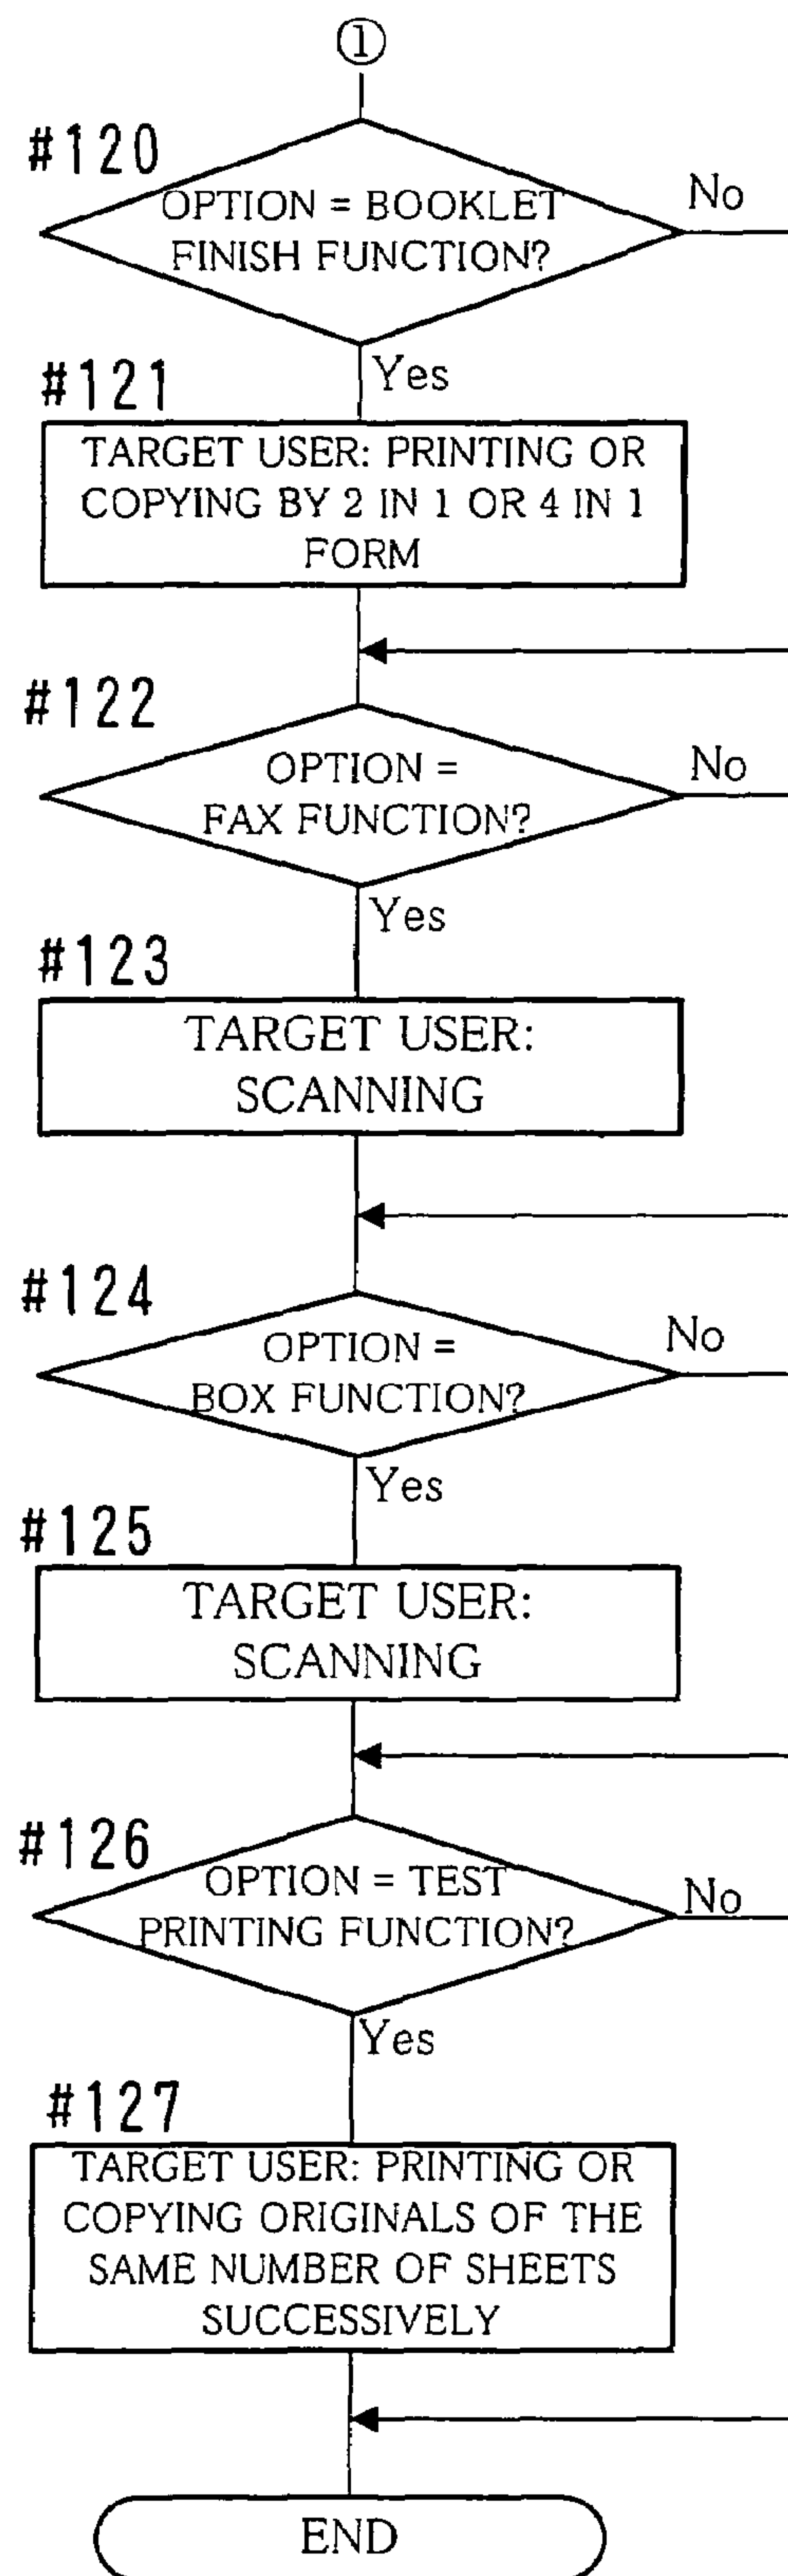 ①
#120
OPTION = BOOKLET
FINISH FUNCTION?
No
Yes
#121
TARGET USER: PRINTING OR
COPYING BY 2 IN 1 OR 4 IN 1
FORM
#122
OPTION =
FAX FUNCTION?
No
Yes
#123
TARGET USER:
SCANNING
#124
OPTION =
BOX FUNCTION?
No
Yes
#125
TARGET USER:
SCANNING
#126
OPTION = TEST
PRINTING FUNCTION?
No
Yes
#127
TARGET USER: PRINTING OR
COPYING ORIGINALS OF THE
SAME NUMBER OF SHEETS
SUCCESSIVELY
END